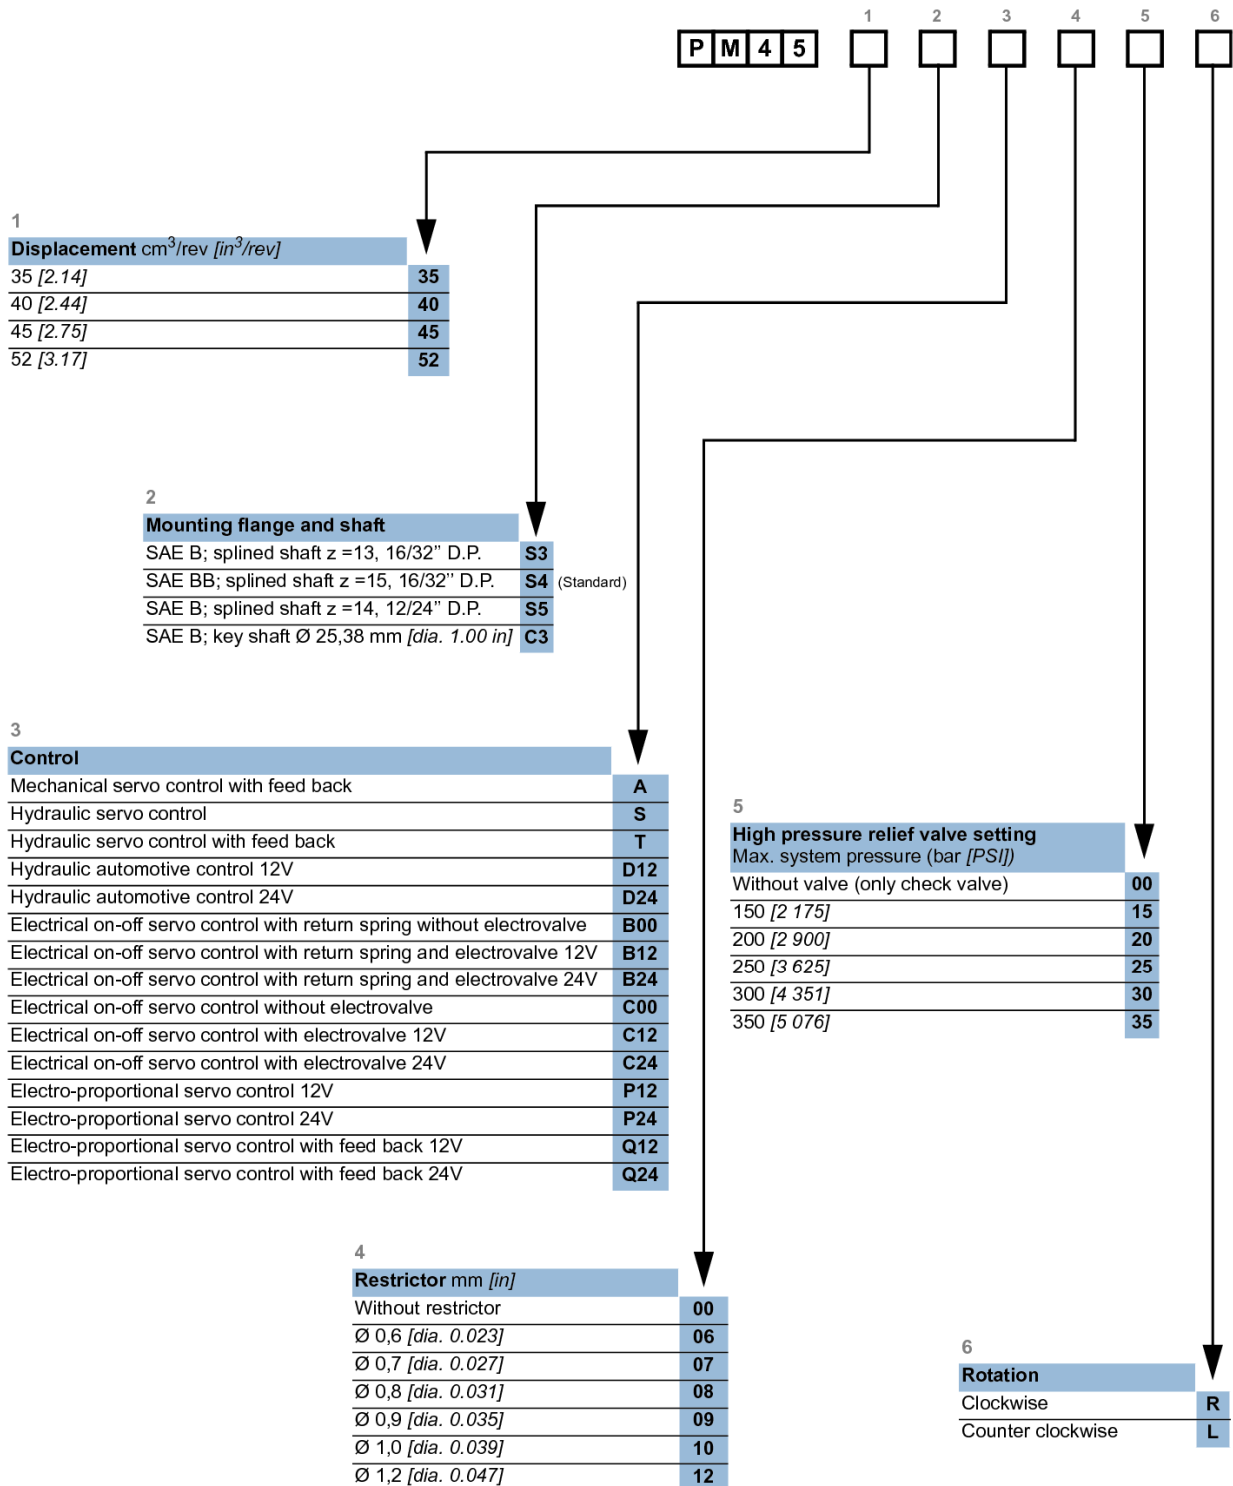 1 2 3 4 5 6
P M 4 5
1
Displacement cm³/rev [in³/rev]
35 [2.14] 35
40 [2.44] 40
45 [2.75] 45
52 [3.17] 52
2
Mounting flange and shaft
SAE B; splined shaft z =13, 16/32” D.P. S3
SAE BB; splined shaft z =15, 16/32’’ D.P. S4 (Standard)
SAE B; splined shaft z =14, 12/24” D.P. S5
SAE B; key shaft Ø 25,38 mm [dia. 1.00 in] C3
3
Control
Mechanical servo control with feed back A
Hydraulic servo control S
Hydraulic servo control with feed back T
Hydraulic automotive control 12V D12
Hydraulic automotive control 24V D24
Electrical on-off servo control with return spring without electrovalve B00
Electrical on-off servo control with return spring and electrovalve 12V B12
Electrical on-off servo control with return spring and electrovalve 24V B24
Electrical on-off servo control without electrovalve C00
Electrical on-off servo control with electrovalve 12V C12
Electrical on-off servo control with electrovalve 24V C24
Electro-proportional servo control 12V P12
Electro-proportional servo control 24V P24
Electro-proportional servo control with feed back 12V Q12
Electro-proportional servo control with feed back 24V Q24
5
High pressure relief valve setting
Max. system pressure (bar [PSI])
Without valve (only check valve) 00
150 [2 175] 15
200 [2 900] 20
250 [3 625] 25
300 [4 351] 30
350 [5 076] 35
4
Restrictor mm [in]
Without restrictor 00
Ø 0,6 [dia. 0.023] 06
Ø 0,7 [dia. 0.027] 07
Ø 0,8 [dia. 0.031] 08
Ø 0,9 [dia. 0.035] 09
Ø 1,0 [dia. 0.039] 10
Ø 1,2 [dia. 0.047] 12
6
Rotation
Clockwise R
Counter clockwise L